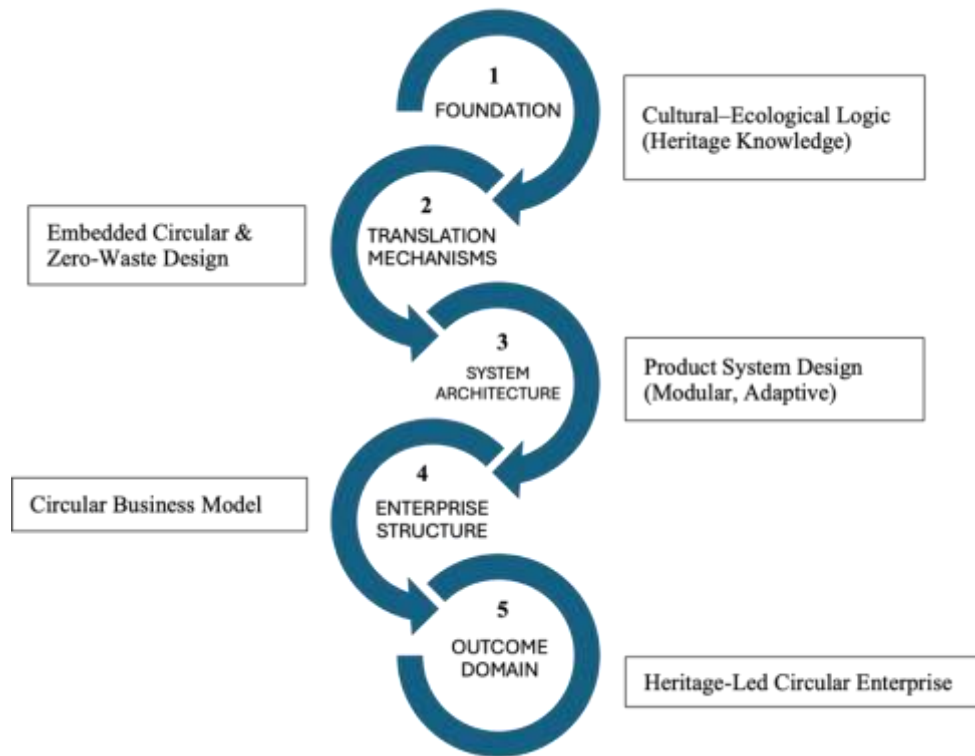 1
FOUNDATION
Cultural–Ecological Logic
(Heritage Knowledge)
2
TRANSLATION
MECHANISMS
Embedded Circular &
Zero-Waste Design
3
SYSTEM
ARCHITECTURE
Product System Design
(Modular, Adaptive)
4
ENTERPRISE
STRUCTURE
Circular Business Model
5
OUTCOME
DOMAIN
Heritage-Led Circular Enterprise